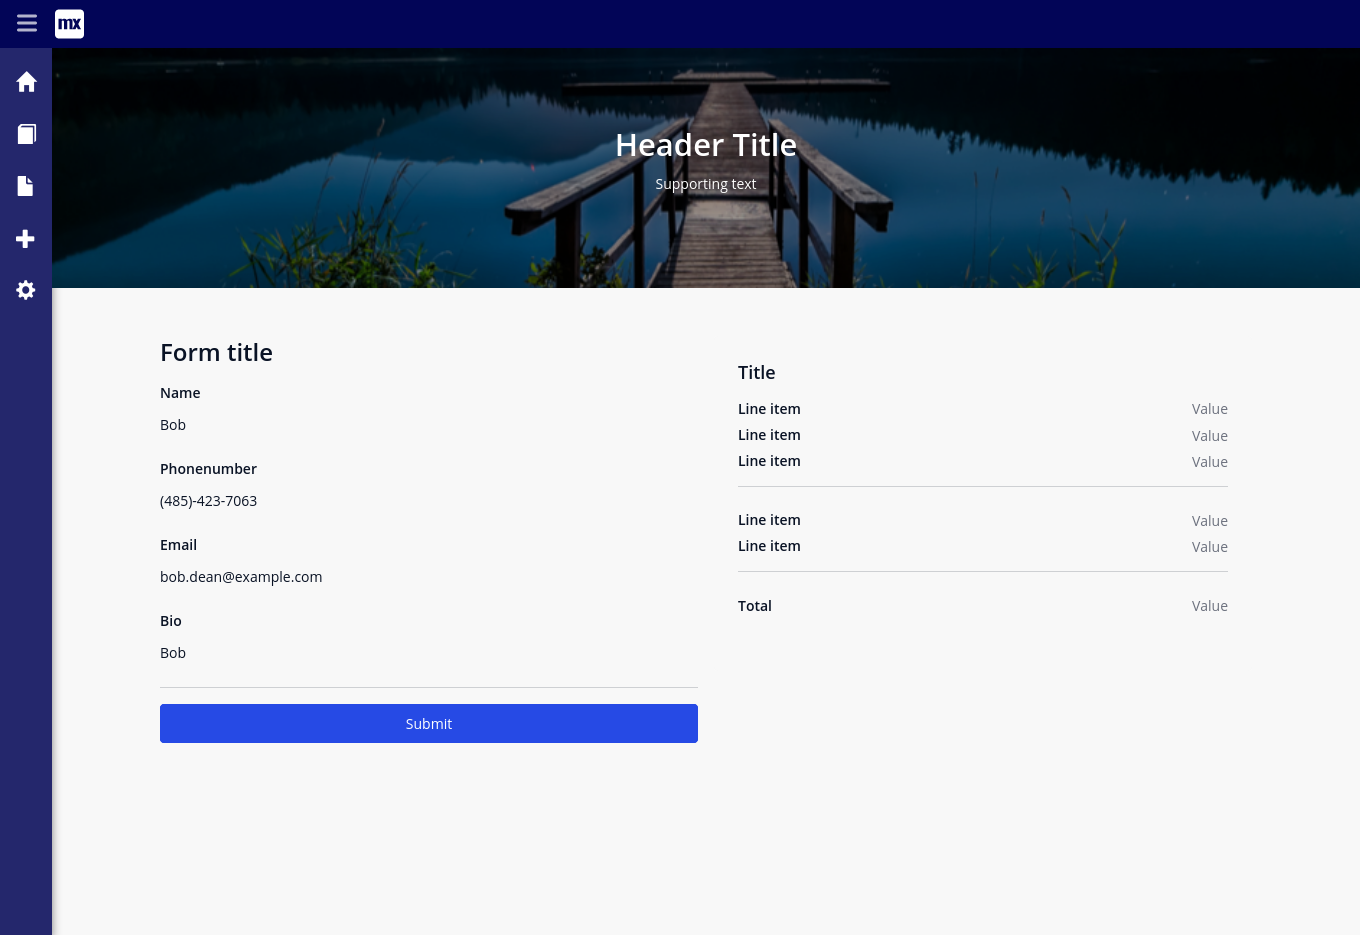 mx
Header Title
Supporting text
Form title
Name
Bob
Phonenumber
(485)-423-7063
Email
bob.dean@example.com
Bio
Bob
Submit
Title
Line item Value
Line item Value
Line item Value
Line item Value
Line item Value
Total Value